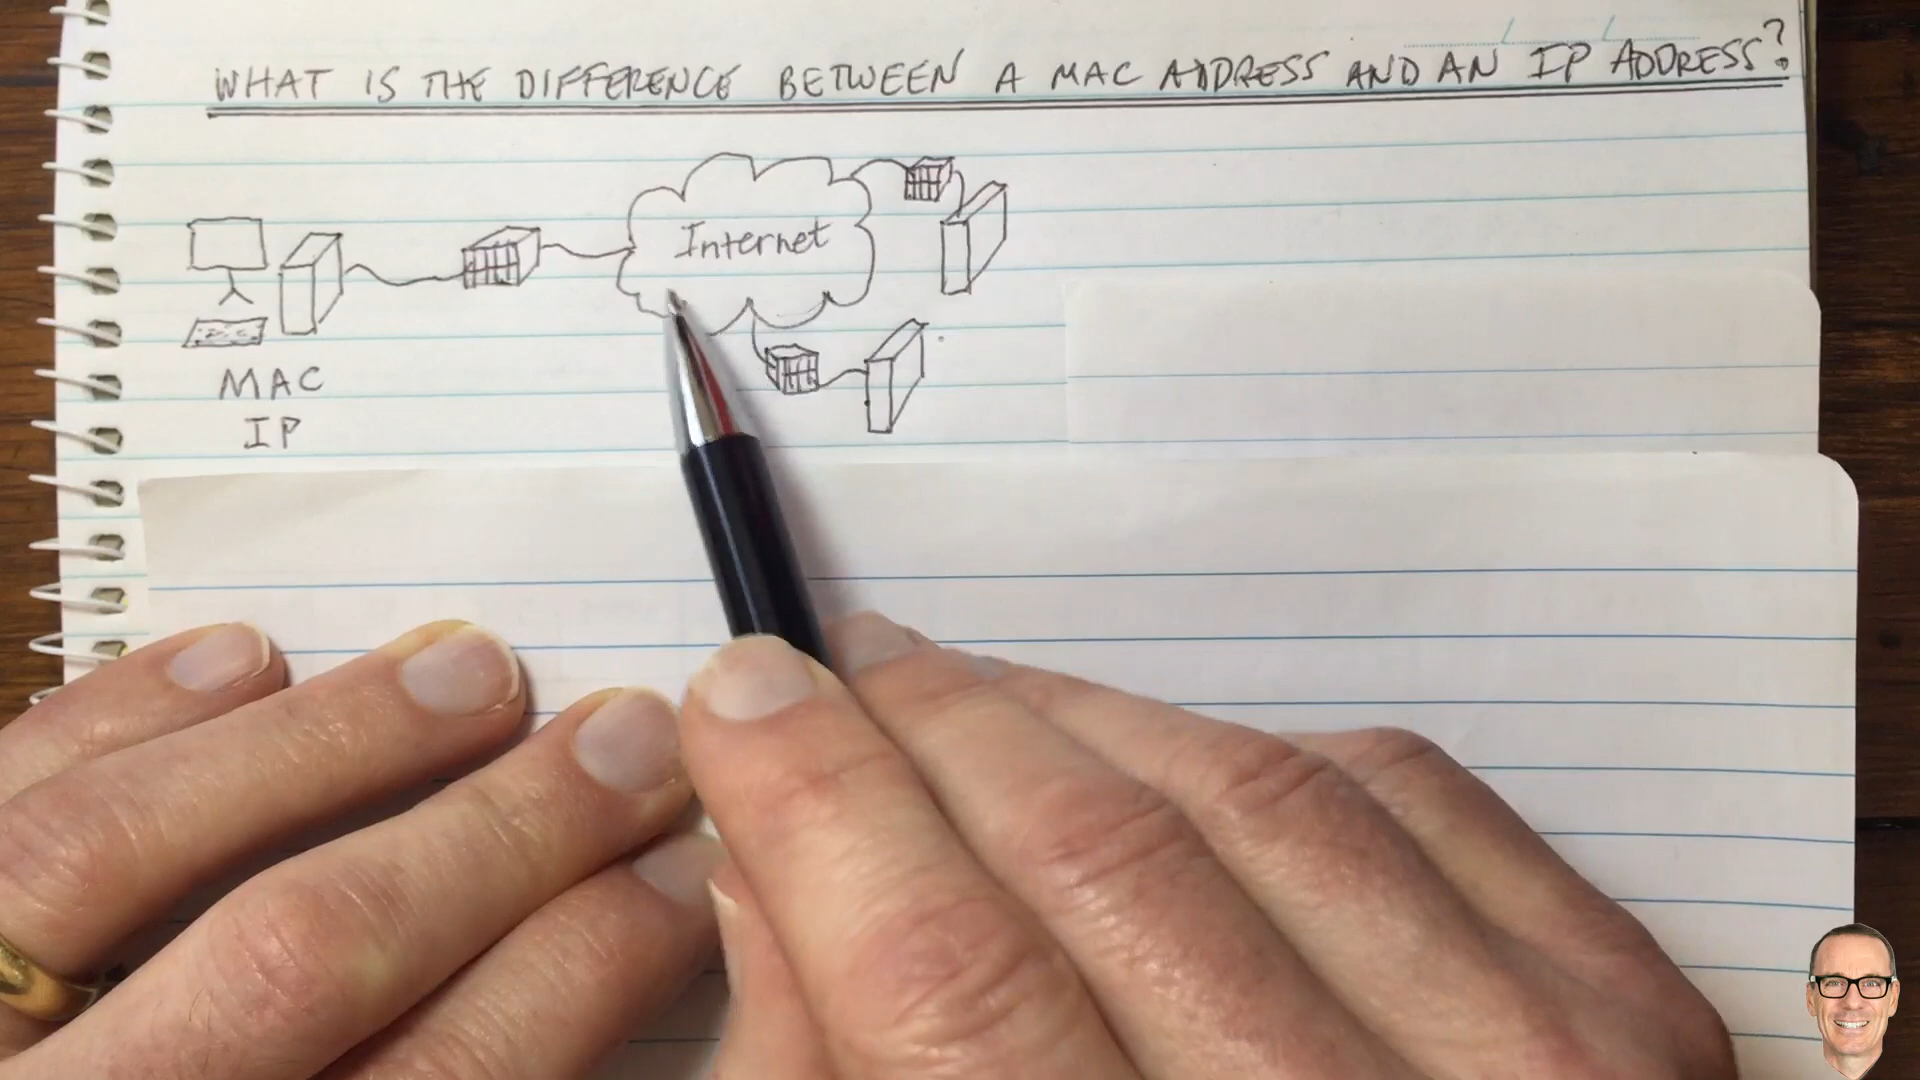 WHAT IS THE DIFFERENCE BETWEEN A MAC ADDRESS AND AN IP ADDRESS?
Internet
MAC
IP